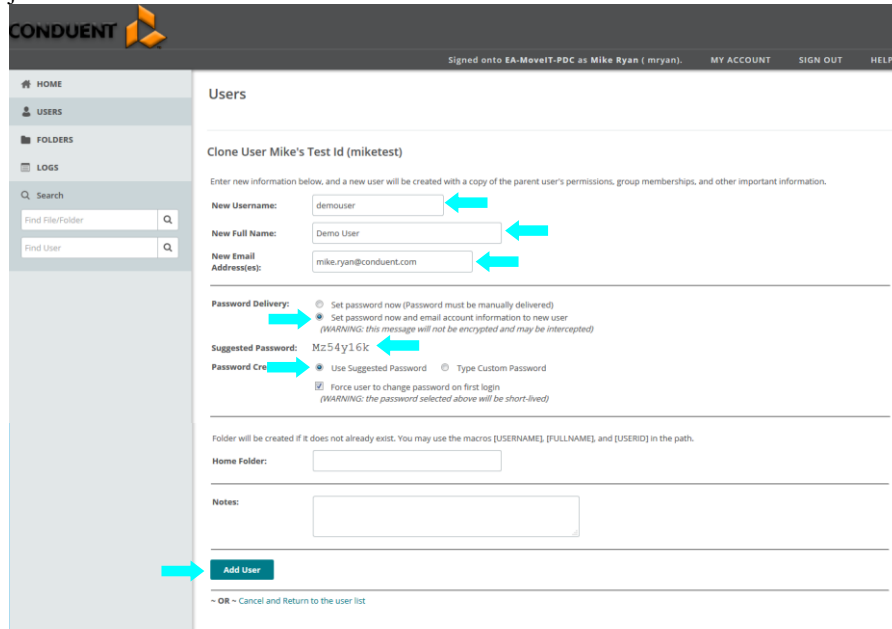 CONDUENT
Signed onto EA-MoveIT-PDC as Mike Ryan ( mryan). MY ACCOUNT SIGN OUT HELP
HOME
USERS
FOLDERS
LOGS
Search
Find File/Folder
Find User
Users
Clone User Mike's Test Id (miketest)
Enter new information below, and a new user will be created with a copy of the parent user's permissions, group memberships, and other important information.
New Username: demouser
New Full Name: Demo User
New Email
Address(es): mike.ryan@conduent.com
Password Delivery: Set password now (Password must be manually delivered)
Set password now and email account information to new user
(WARNING: this message will not be encrypted and may be intercepted)
Suggested Password: Mz54y16k
Password Cre Use Suggested Password Type Custom Password
Force user to change password on first login
(WARNING: the password selected above will be short-lived)
Folder will be created if it does not already exist. You may use the macros [USERNAME], [FULLNAME], and [USERID] in the path.
Home Folder:
Notes:
Add User
~ OR ~ Cancel and Return to the user list